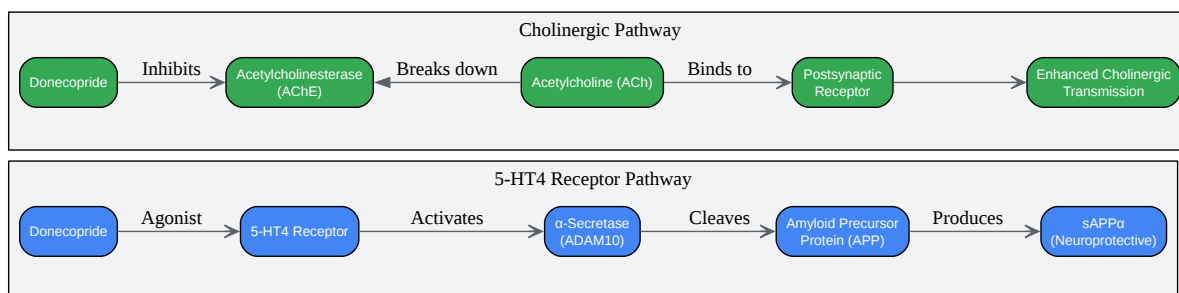 Cholinergic Pathway
Donecopride
Inhibits
Acetylcholinesterase
(AChE)
Breaks down
Acetylcholine (ACh)
Binds to
Postsynaptic
Receptor
Enhanced Cholinergic
Transmission
5-HT4 Receptor Pathway
Donecopride
Agonist
5-HT4 Receptor
Activates
α-Secretase
(ADAM10)
Cleaves
Amyloid Precursor
Protein (APP)
Produces
sAPPα
(Neuroprotective)